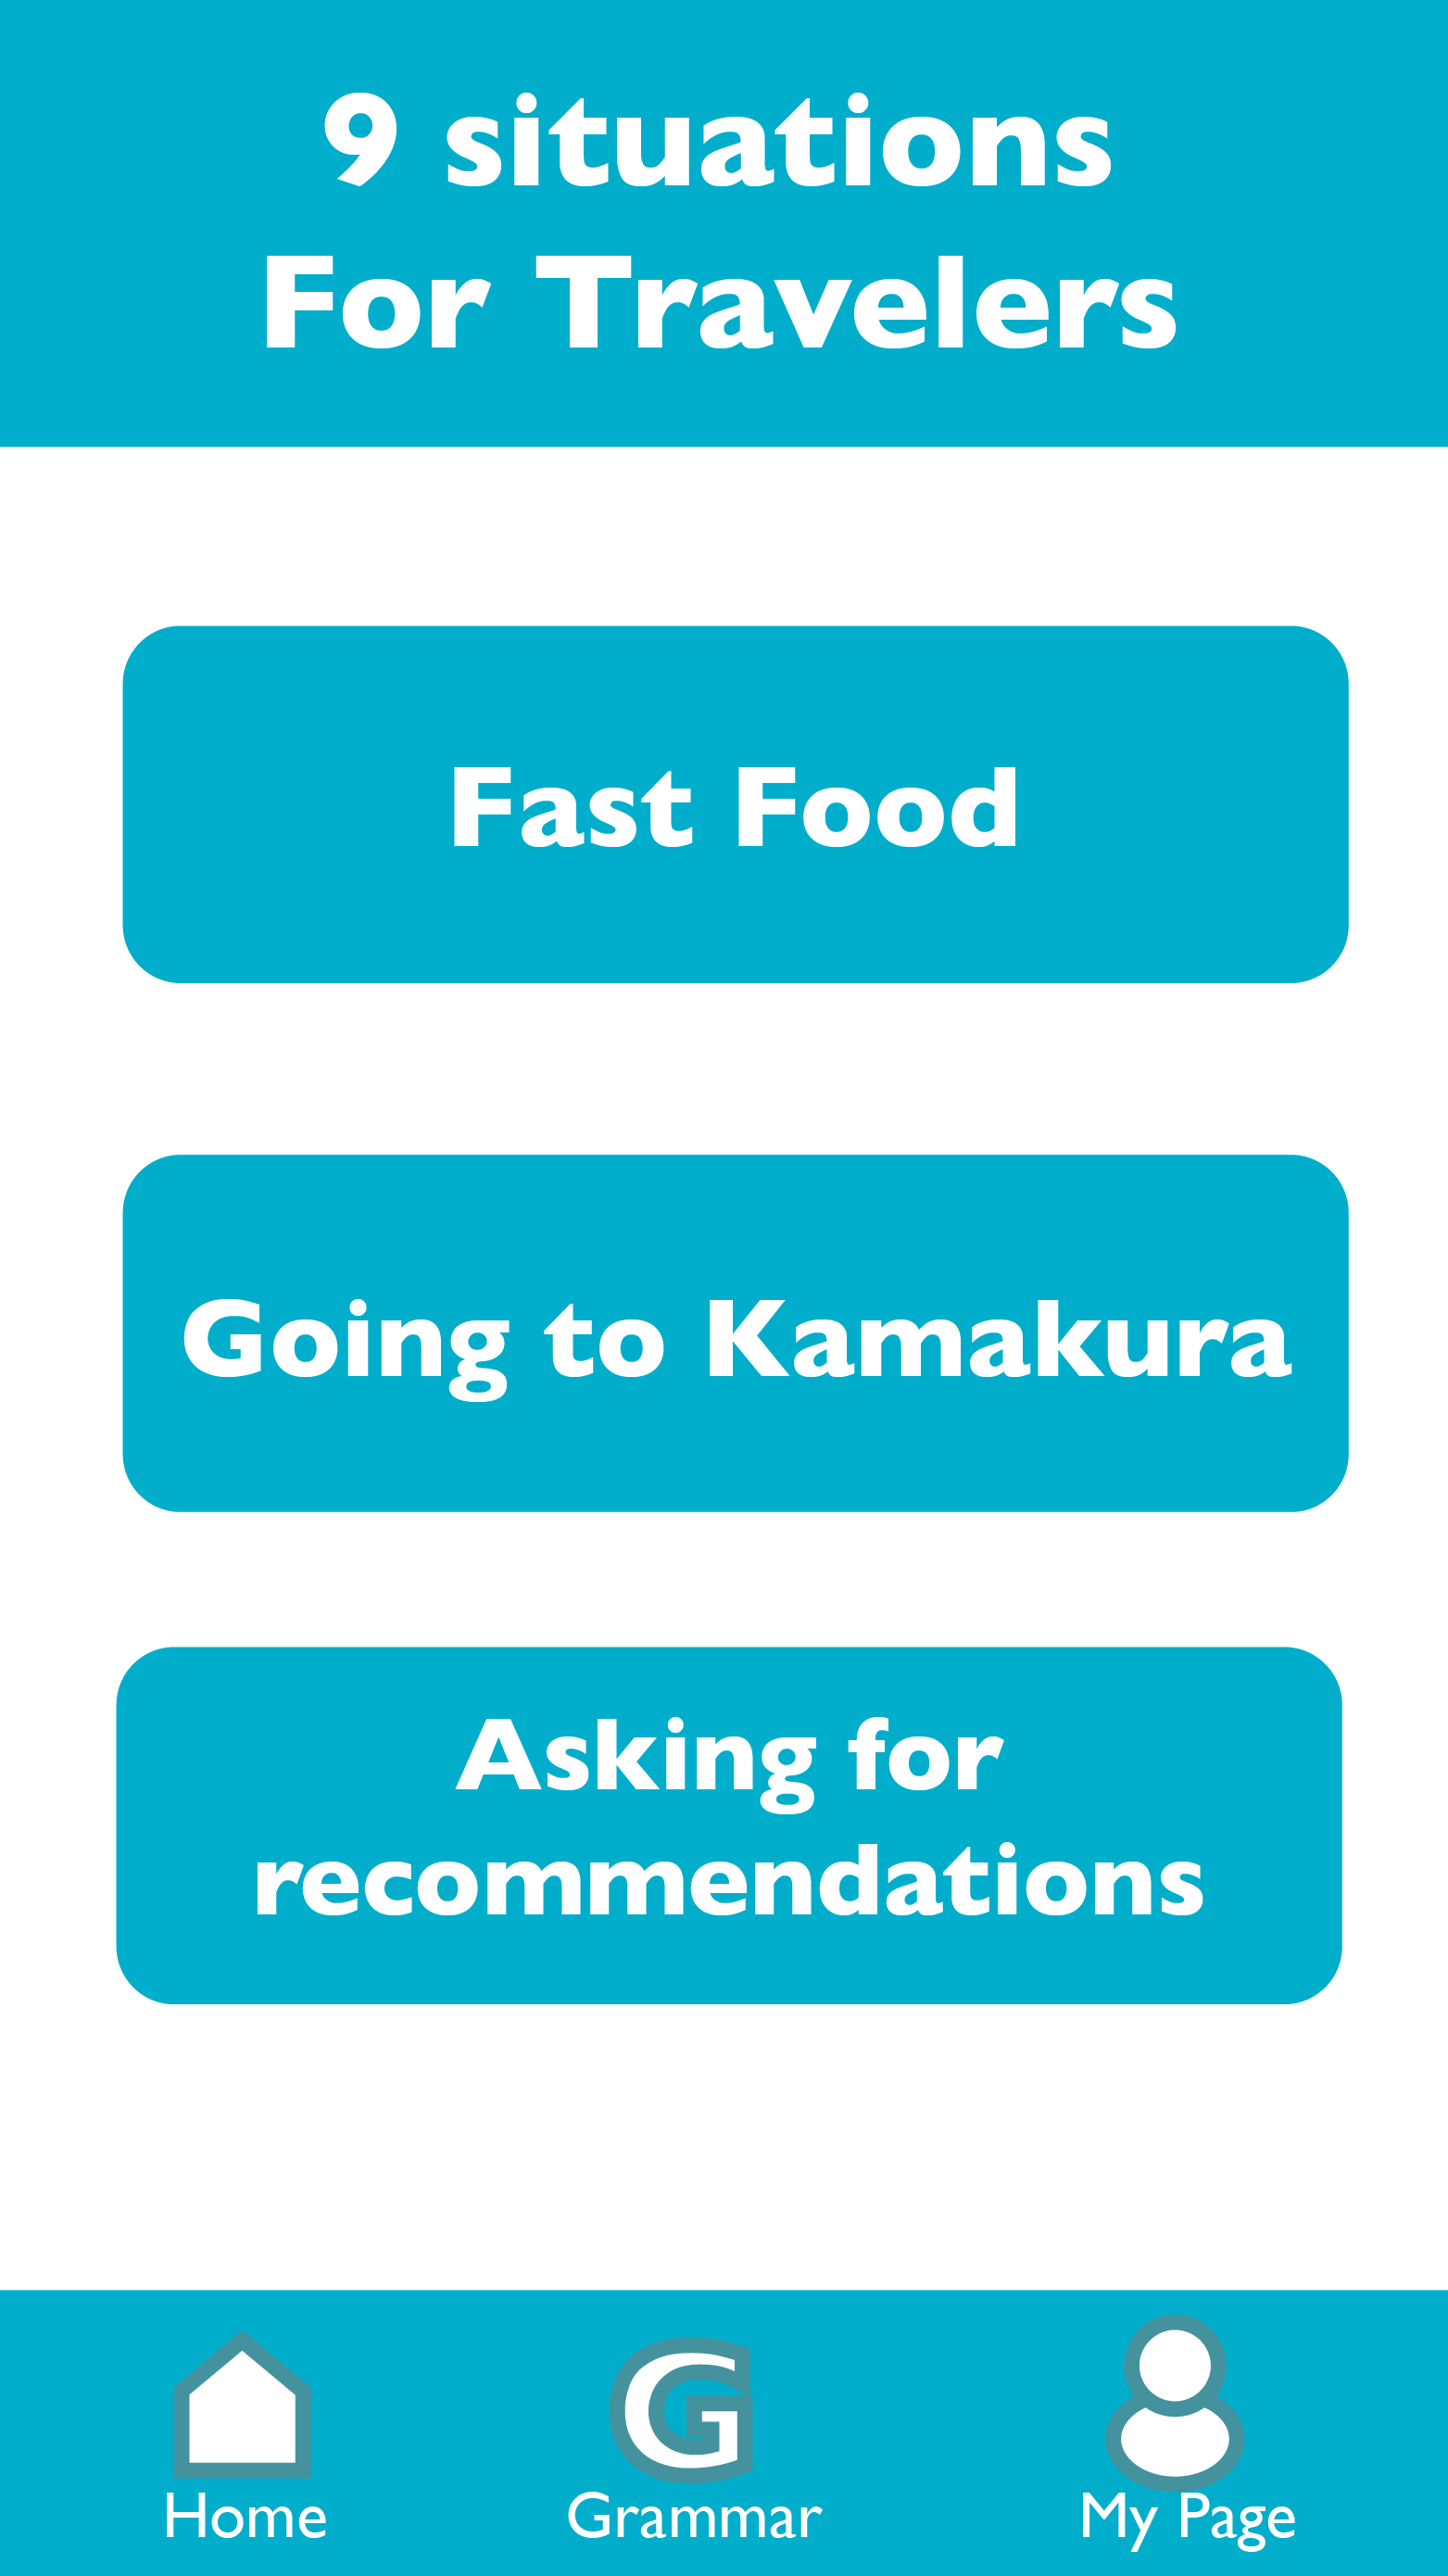 9 situations
For Travelers
Fast Food
Going to Kamakura
Asking for
recommendations
G
Home
Grammar
My Page